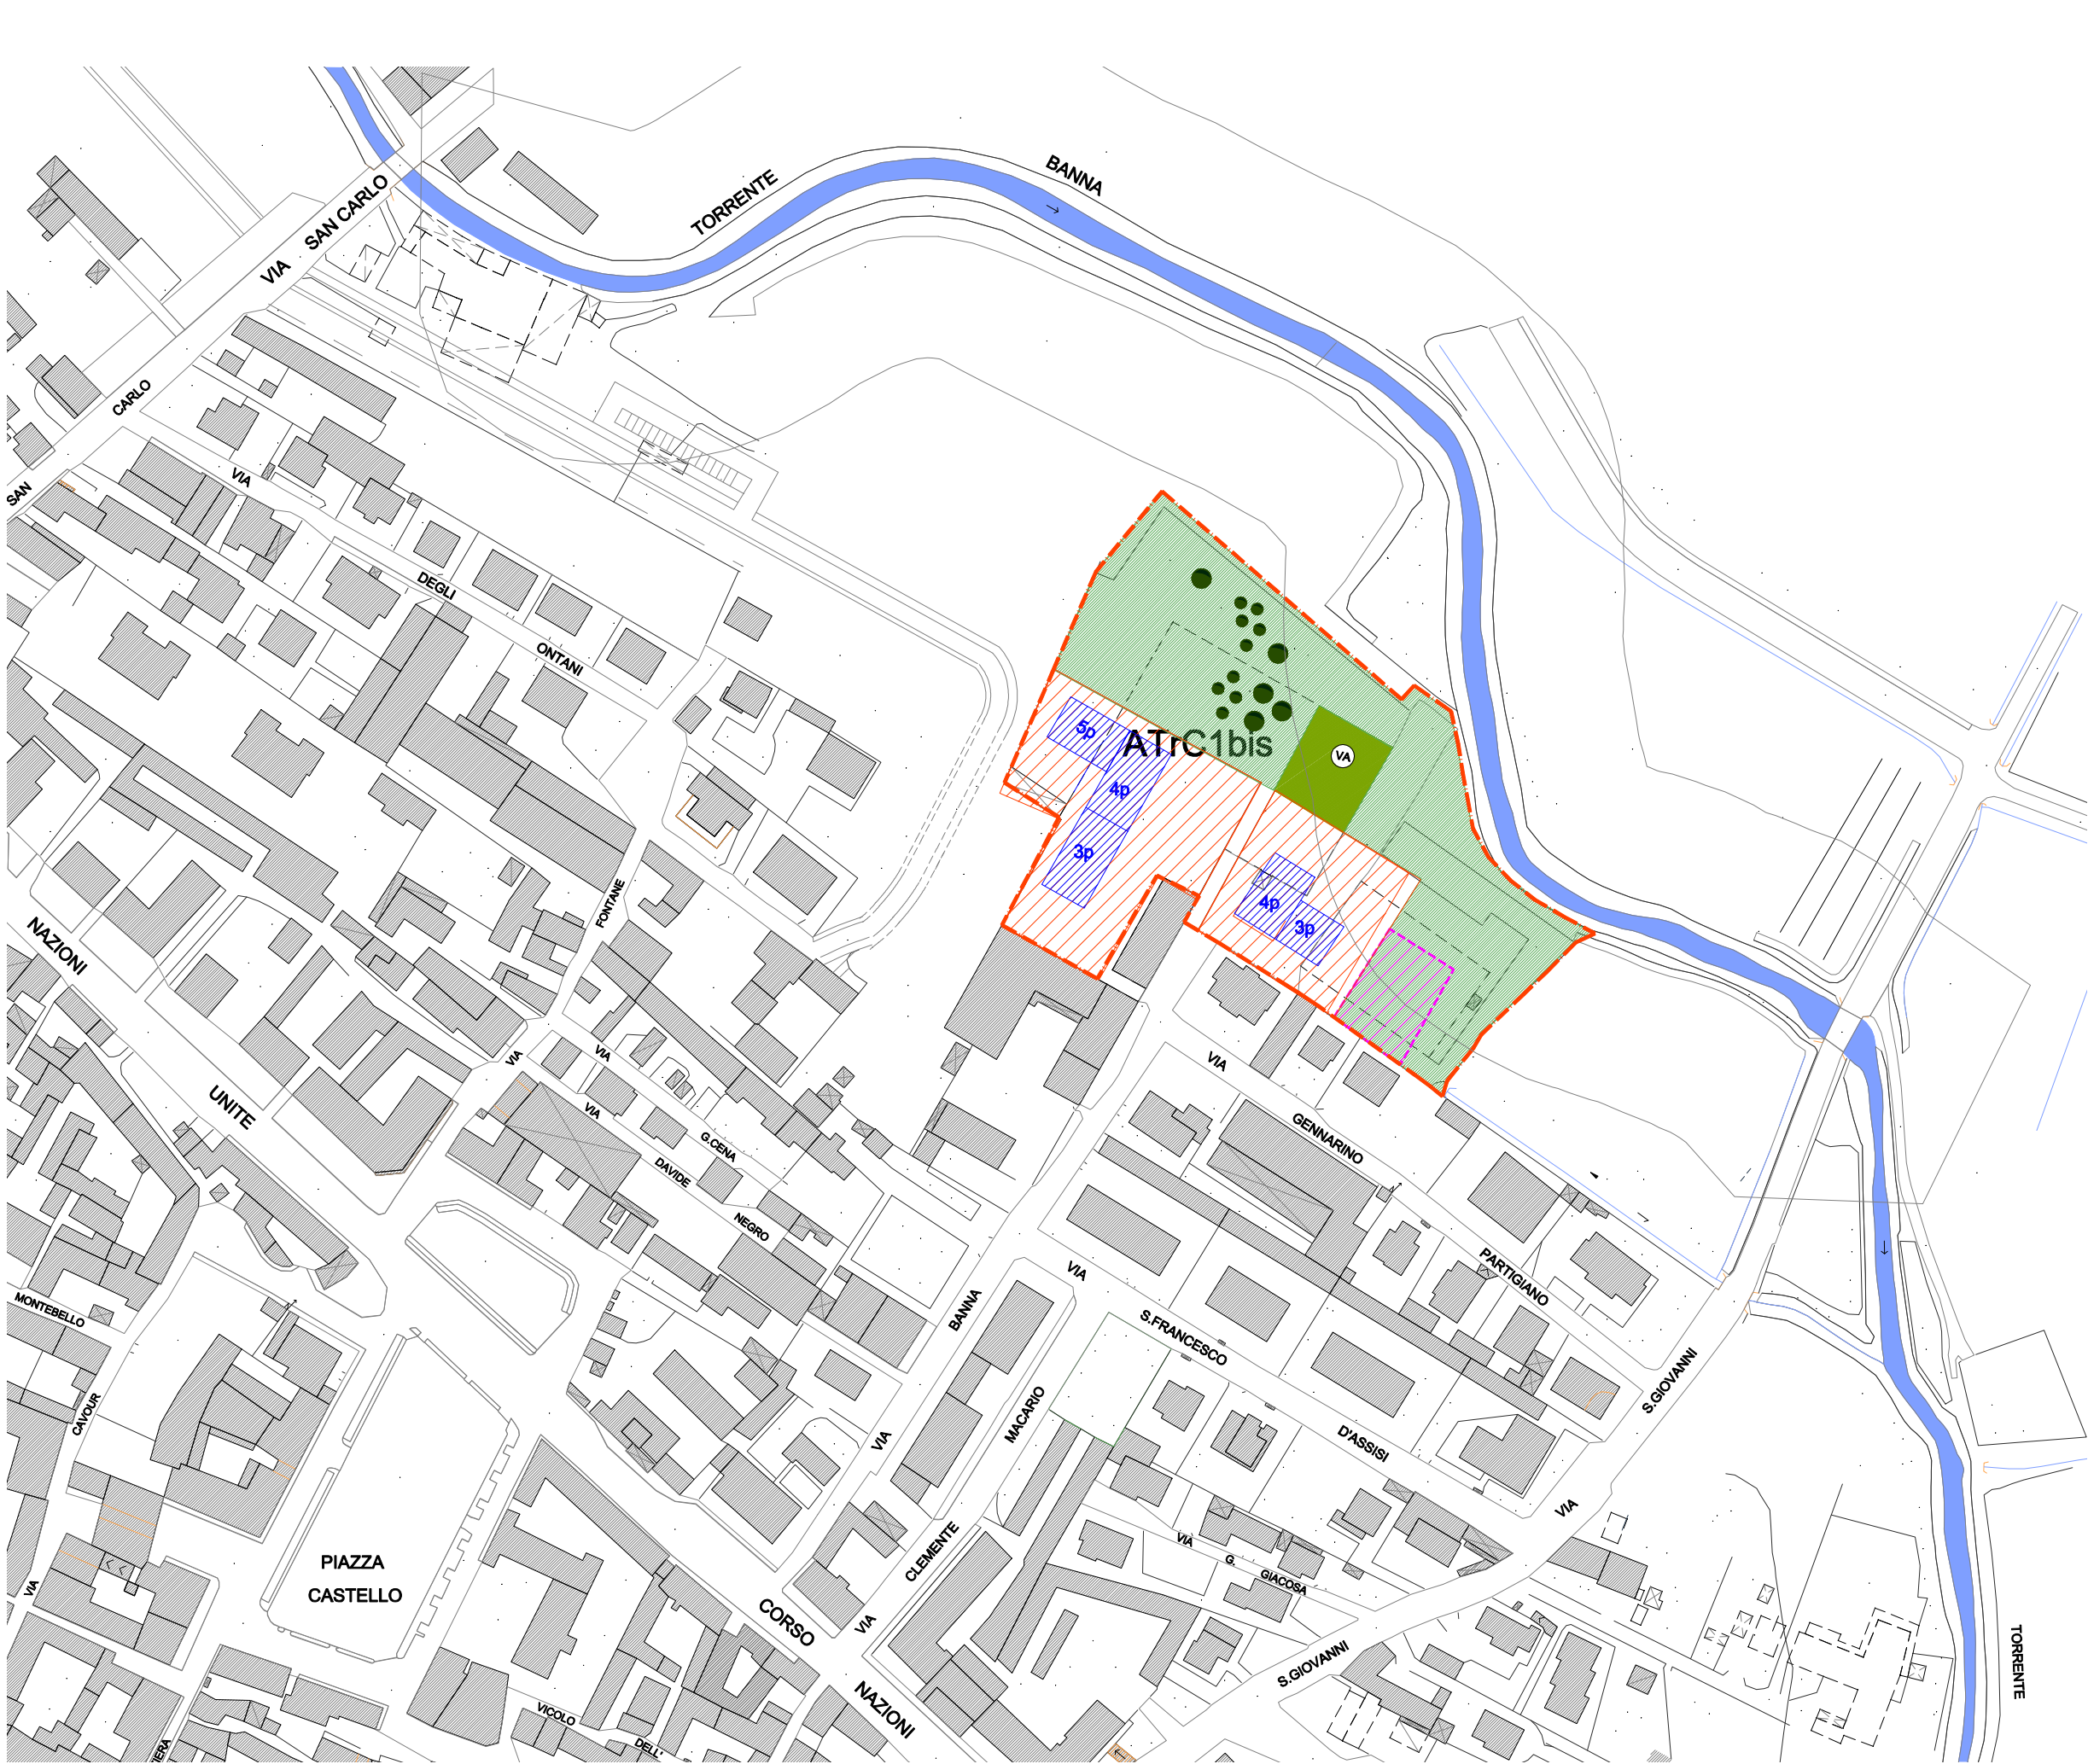 BANNA
TORRENTE
SAN CARLO
VIA
CARLO
SAN
VIA
DEGLI
ONTANI
ATrC1bis
5p
4p
3p
VA
4p
3p
FONTANE
VIA
NAZIONI
UNITE
VIA
G.CENA
VIA
DAVIDE
NEGRO
VIA
GENNARINO
PARTIGIANO
VIA
S.FRANCESCO
D'ASSISI
VIA
S.GIOVANNI
BANNA
VIA
MACARIO
CLEMENTE
VIA
MONTEBELLO
CAVOUR
VIA
PIAZZA
CASTELLO
CORSO
NAZIONI
VIA
G.
GIACOSA
S.GIOVANNI
VICOLO
DELL'
IERA
TORRENTE